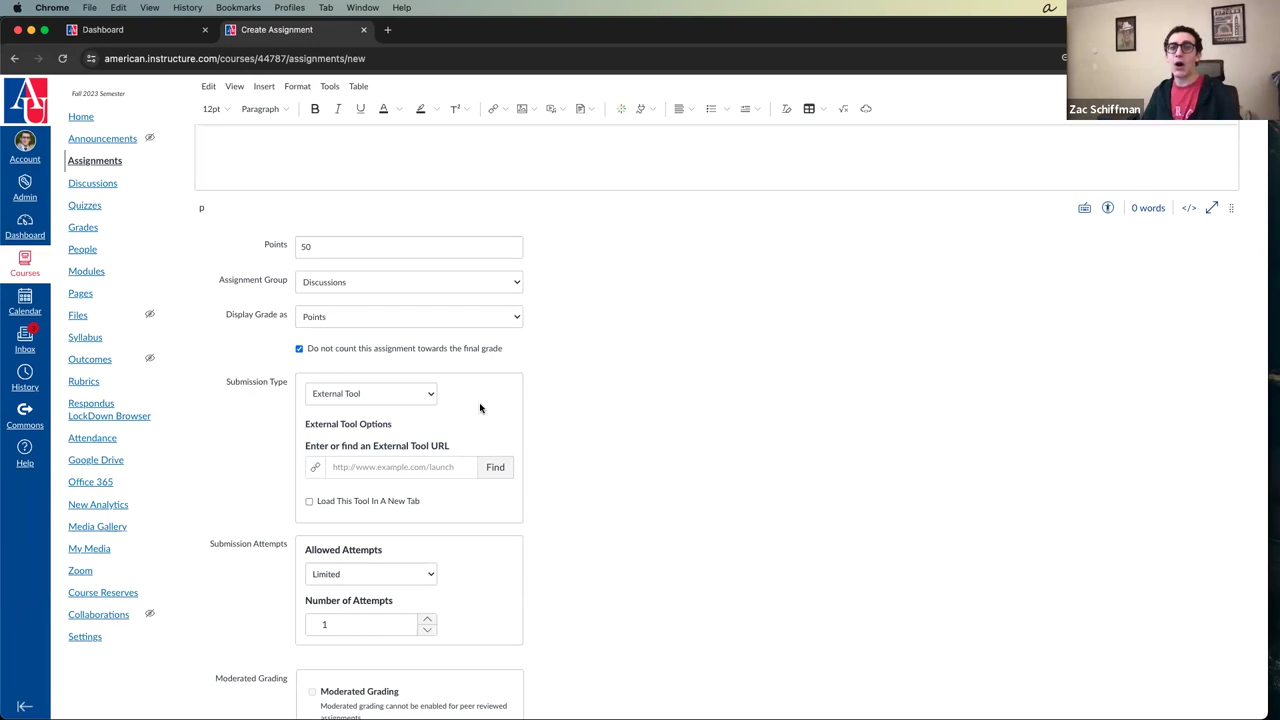 Chrome File Edit View History Bookmarks Profiles Tab Window Help
Dashboard
Create Assignment
american.instructure.com/courses/44787/assignments/new
Zac Schiffman
AU
Account
Admin
Dashboard
Courses
Calendar
Inbox
History
Commons
Help
Fall 2023 Semester
Home
Announcements
Assignments
Discussions
Quizzes
Grades
People
Modules
Pages
Files
Syllabus
Outcomes
Rubrics
Respondus
LockDown Browser
Attendance
Google Drive
Office 365
New Analytics
Media Gallery
My Media
Zoom
Course Reserves
Collaborations
Settings
Edit View Insert Format Tools Table
12pt Paragraph B I U A T²
p
0 words </>
Points 50
Assignment Group Discussions
Display Grade as Points
Do not count this assignment towards the final grade
Submission Type
External Tool
External Tool Options
Enter or find an External Tool URL
http://www.example.com/launch Find
Load This Tool In A New Tab
Submission Attempts
Allowed Attempts
Limited
Number of Attempts
1
Moderated Grading
Moderated Grading
Moderated grading cannot be enabled for peer reviewed
assignments